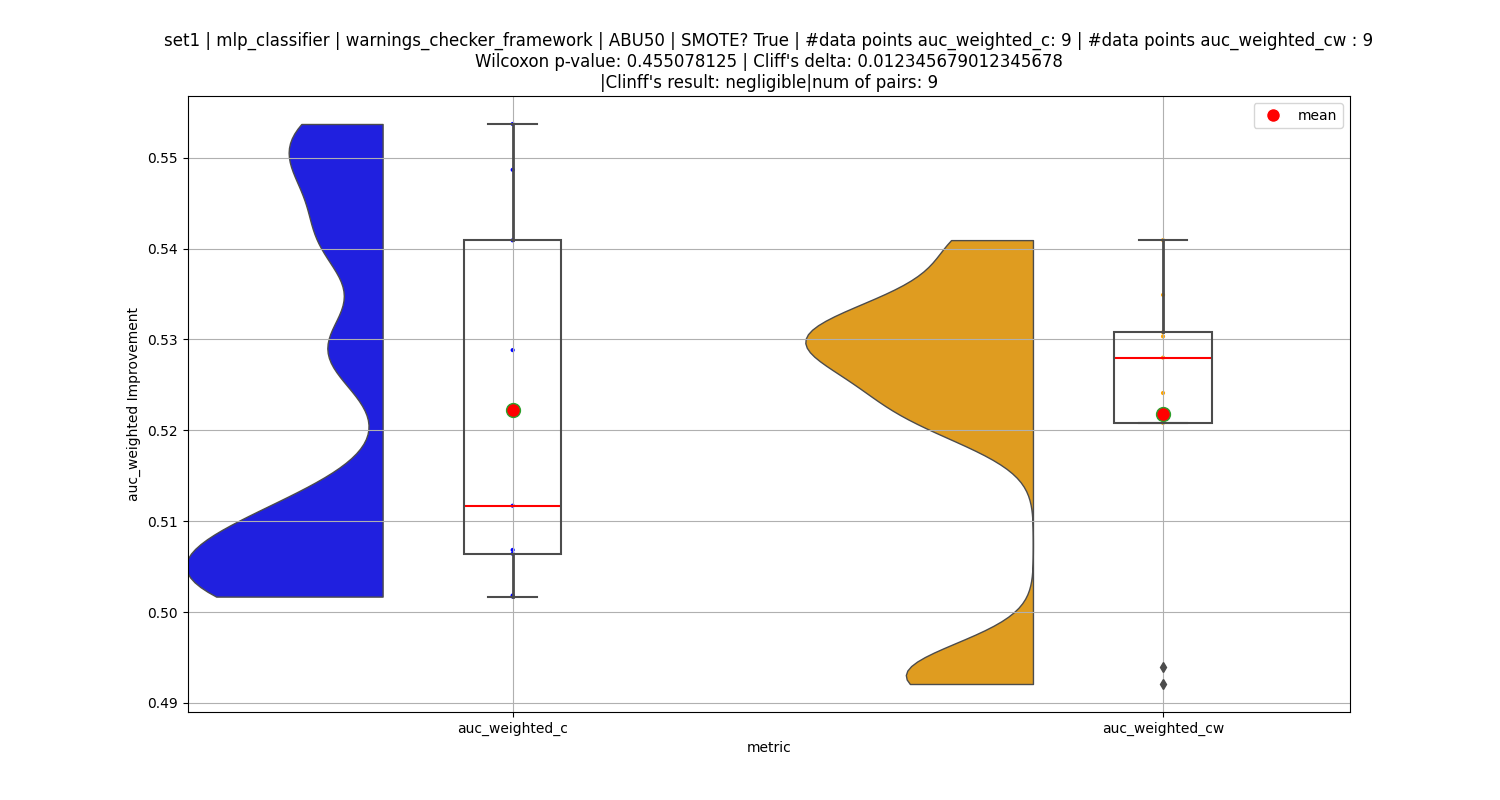 set1 | mlp_classifier | warnings_checker_framework | ABU50 | SMOTE? True | #data points auc_weighted_c: 9 | #data points auc_weighted_cw : 9
Wilcoxon p-value: 0.455078125 | Cliff's delta: 0.012345679012345678
|Clinff's result: negligible|num of pairs: 9
mean
0.55
0.54
0.53
0.52
0.51
0.50
0.49
auc_weighted Improvement
auc_weighted_c
auc_weighted_cw
metric